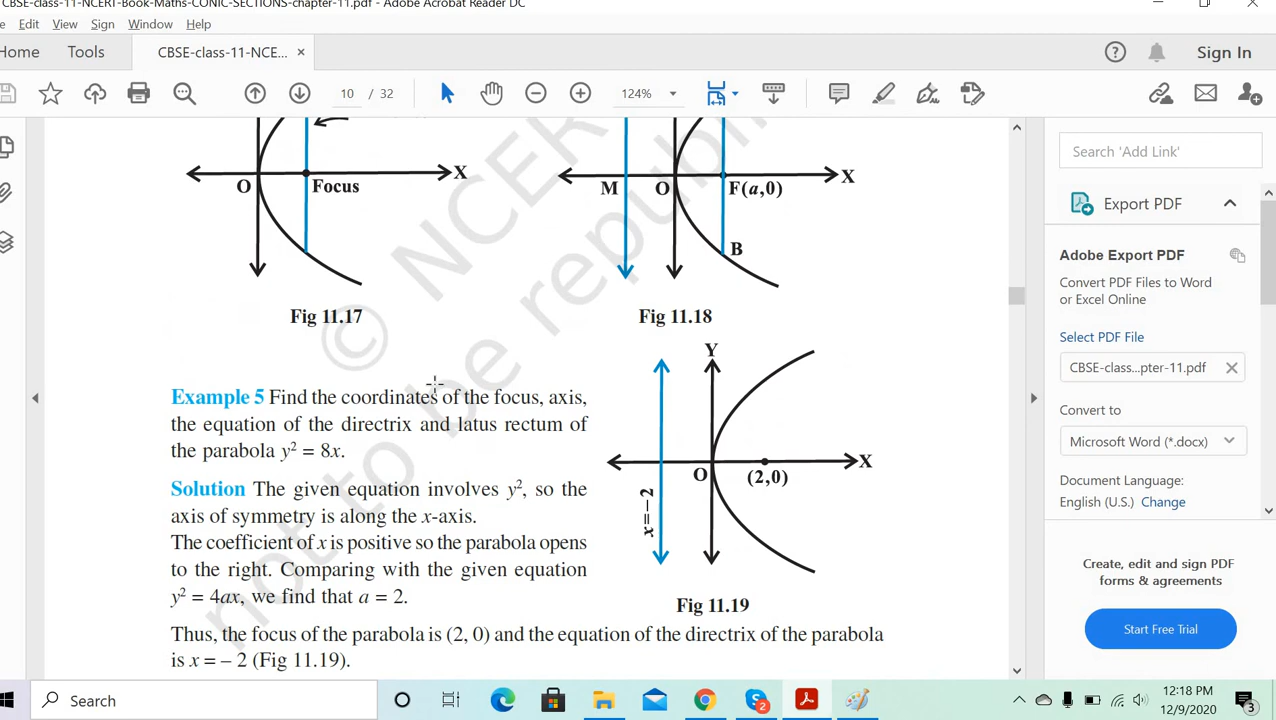 CBSE-class-11-NCERT-Book-Maths-CONIC-SECTIONS-chapter-11.pdf - Adobe Acrobat Reader DC
Edit View Sign Window Help
Home Tools CBSE-class-11-NCE... × Sign In
10 / 32 124%
X
O Focus
X
M O F(a,0)
B
Fig 11.17
Fig 11.18
© NCERT
not to be republi
Example 5 Find the coordinates of the focus, axis,
the equation of the directrix and latus rectum of
the parabola y² = 8x.
Solution The given equation involves y², so the
axis of symmetry is along the x-axis.
The coefficient of x is positive so the parabola opens
to the right. Comparing with the given equation
y² = 4ax, we find that a = 2.
Y
X
O (2,0)
x=–2
Fig 11.19
Thus, the focus of the parabola is (2, 0) and the equation of the directrix of the parabola
is x = – 2 (Fig 11.19).
Search 'Add Link'
Export PDF
Adobe Export PDF
Convert PDF Files to Word
or Excel Online
Select PDF File
CBSE-class...pter-11.pdf ×
Convert to
Microsoft Word (*.docx)
Document Language:
English (U.S.) Change
Create, edit and sign PDF
forms & agreements
Start Free Trial
Search
2
12:18 PM
12/9/2020
3